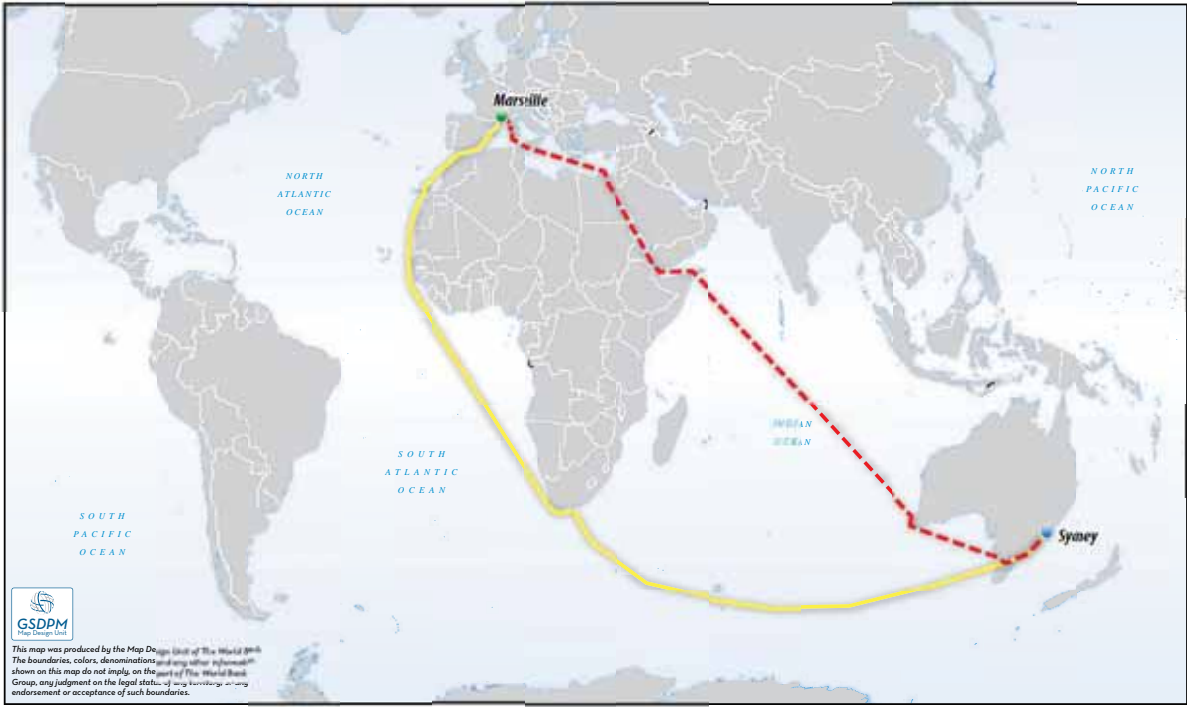 Marseille
NORTH
ATLANTIC
OCEAN
NORTH
PACIFIC
OCEAN
INDIAN
OCEAN
SOUTH
ATLANTIC
OCEAN
SOUTH
PACIFIC
OCEAN
Sydney
GSDPM
Map Design Unit
This map was produced by the Map Design Unit of The World Bank.
The boundaries, colors, denominations and any other information
shown on this map do not imply, on the part of The World Bank
Group, any judgment on the legal status of any territory, or any
endorsement or acceptance of such boundaries.